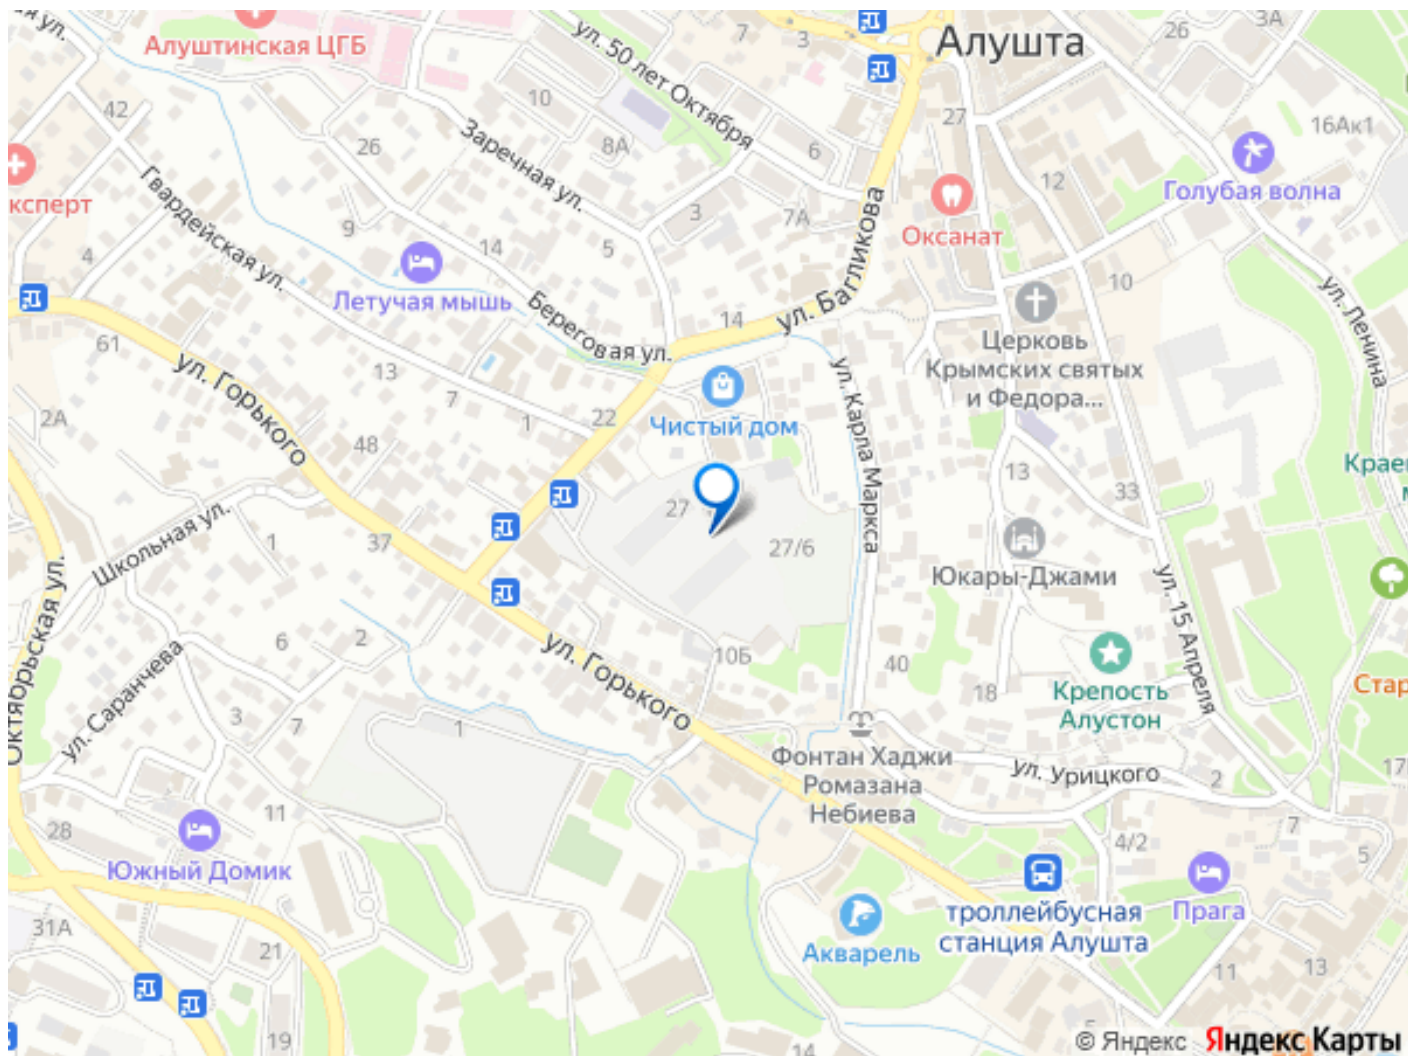 Алуштинская ЦГБ
ул.
ул. 50 лет Октября
7
3
Алушта
26
3А
16Ак1
42
10
8А
6
27
12
26
Заречная ул.
Голубая волна
ксперт
Гвардейская ул.
3
7А
Оксанат
4
9
14
5
ул. Багликова
10
Летучая мышь
Береговая ул.
14
ул. Ленина
61
ул. Горького
13
7
1
22
Чистый дом
ул. Карла Маркса
Церковь
Крымских святых
и Федора...
2А
48
27
27/6
13
33
Крае
м
Школьная ул.
1
37
Юкары-Джами
ул. 15 Апреля
Октябрьская ул.
ул. Саранчева
6
2
ул. Горького
10Б
40
18
Крепость
Алустон
Стар
3
7
1
Фонтан Хаджи
Ромазана
Небиева
ул. Урицкого
2
17
11
28
Южный Домик
4/2
7
5
троллейбусная
станция Алушта
Прага
Акварель
31А
21
11
13
19
14
5
© Яндекс Яндекс Карты